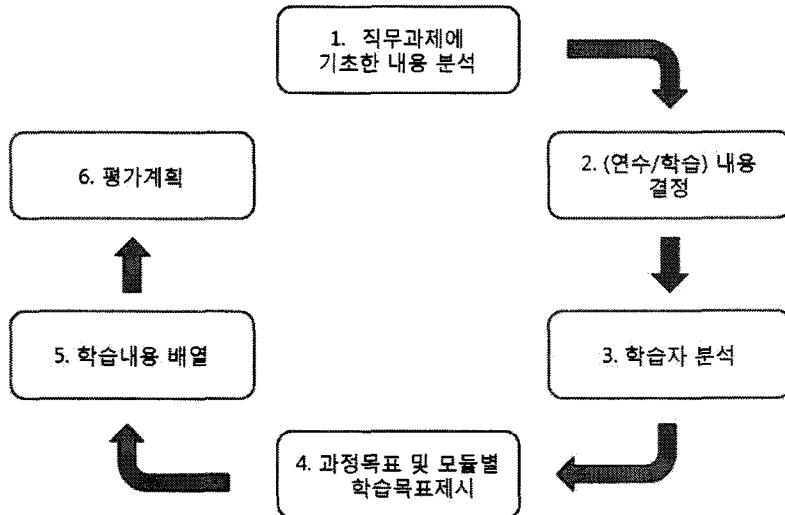 1. 직무과제에
기초한 내용 분석
2. (연수/학습) 내용
결정
3. 학습자 분석
4. 과정목표 및 모듈별
학습목표제시
5. 학습내용 배열
6. 평가계획